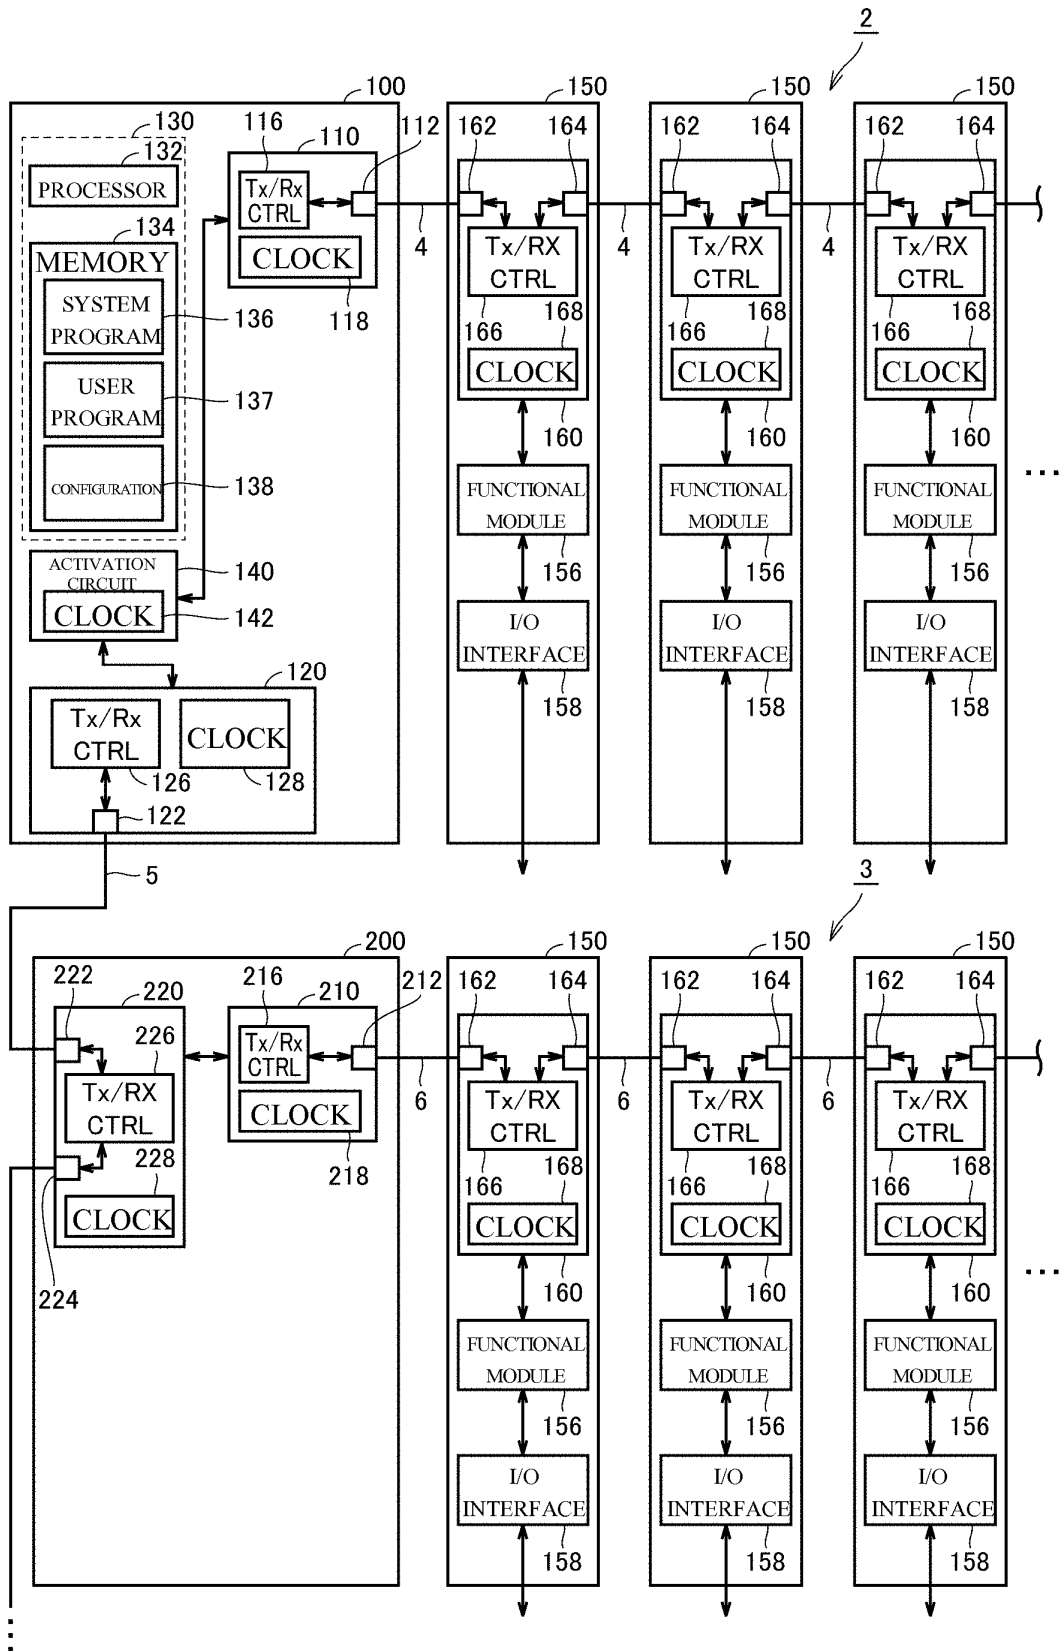 2
100
150
150
150
130
132
PROCESSOR
134
MEMORY
SYSTEM
PROGRAM
136
USER
PROGRAM
137
CONFIGURATION
138
116
110
112
Tx/Rx
CTRL
CLOCK
118
4
ACTIVATION
CIRCUIT
140
CLOCK
142
120
Tx/Rx
CTRL
126
CLOCK
128
122
5
162
164
Tx/RX
CTRL
166
168
CLOCK
160
FUNCTIONAL
MODULE
156
I/O
INTERFACE
158
4
162
164
Tx/RX
CTRL
166
168
CLOCK
160
FUNCTIONAL
MODULE
156
I/O
INTERFACE
158
4
162
164
Tx/RX
CTRL
166
168
CLOCK
160
FUNCTIONAL
MODULE
156
I/O
INTERFACE
158
...
3
200
150
150
150
222
220
226
Tx/RX
CTRL
228
CLOCK
224
216
210
212
Tx/Rx
CTRL
CLOCK
218
6
162
164
Tx/RX
CTRL
166
168
CLOCK
160
FUNCTIONAL
MODULE
156
I/O
INTERFACE
158
6
162
164
Tx/RX
CTRL
166
168
CLOCK
160
FUNCTIONAL
MODULE
156
I/O
INTERFACE
158
6
162
164
Tx/RX
CTRL
166
168
CLOCK
160
FUNCTIONAL
MODULE
156
I/O
INTERFACE
158
...